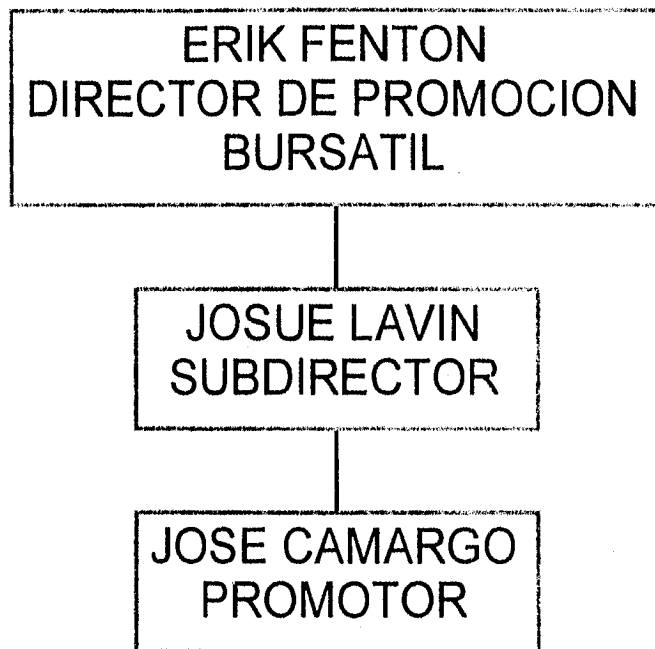 ERIK FENTON
DIRECTOR DE PROMOCION
BURSATIL
JOSUE LAVIN
SUBDIRECTOR
JOSE CAMARGO
PROMOTOR